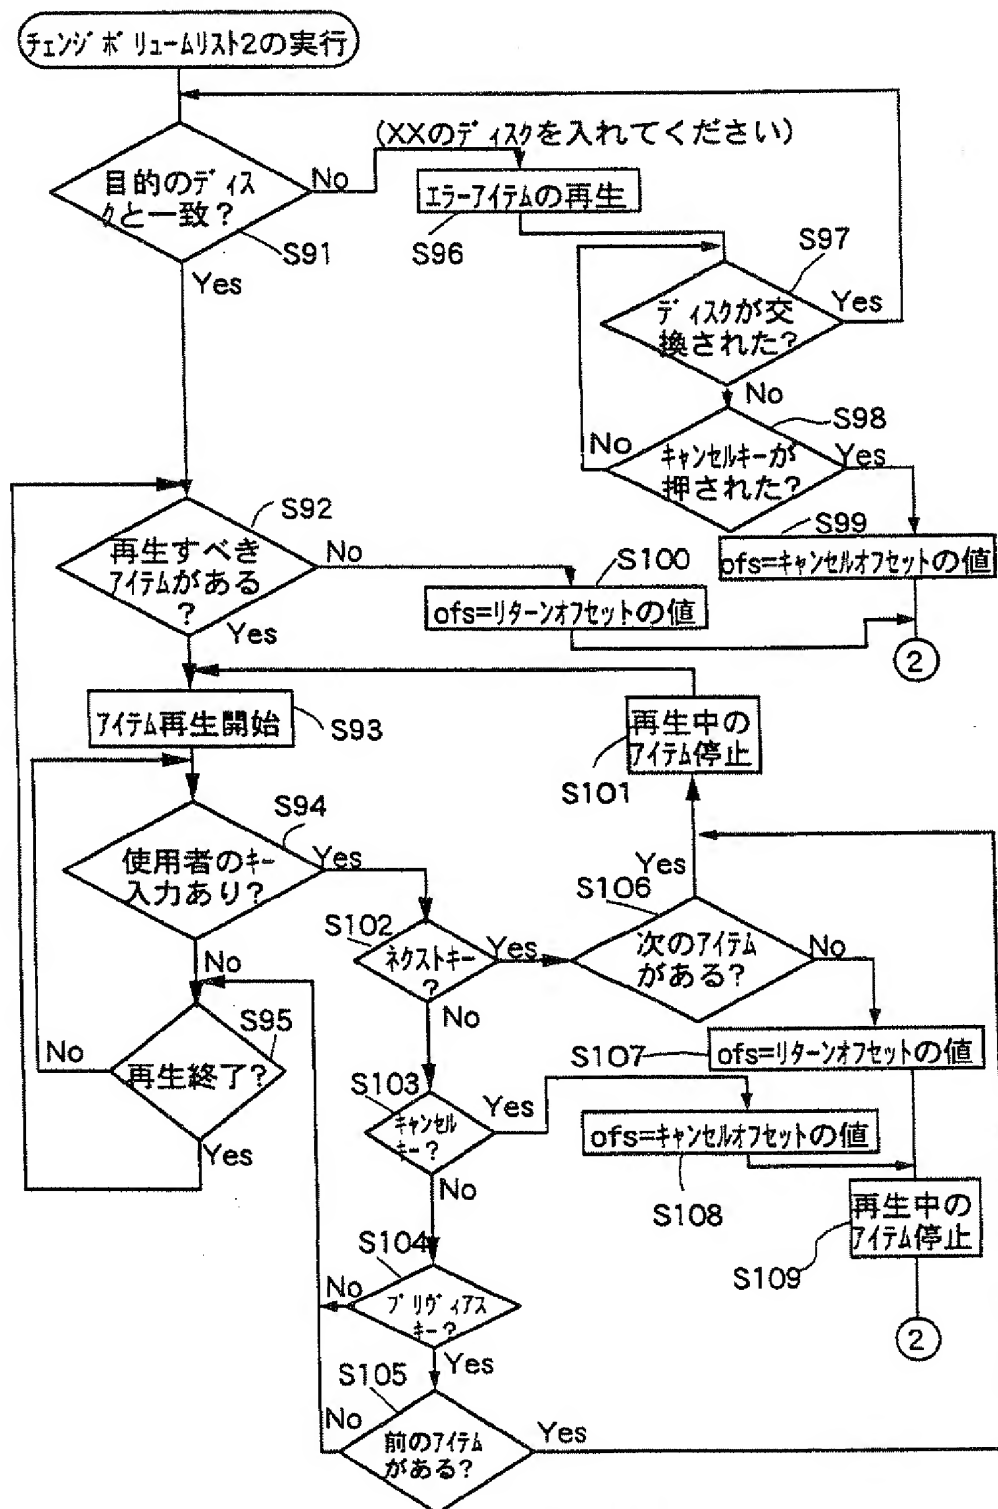 チェンジボリュームリスト2の実行
(XXのディスクを入れてください)
目的のディス
クと一致?
No
S91
Yes
エラーアイテムの再生
S96
S97
ディスクが交
換された?
Yes
No
S98
キャンセルキーが
押された?
No
Yes
S99
ofs=キャンセルオフセットの値
S92
再生すべき
アイテムがある
?
No
Yes
S100
ofs=リターンオフセットの値
2
アイテム再生開始
S93
再生中の
アイテム停止
S101
S94
使用者のキー
入力あり?
Yes
No
S106
Yes
次のアイテム
がある?
No
S102
ネクストキー
?
Yes
No
S95
再生終了?
No
Yes
S107
ofs=リターンオフセットの値
S103
キャンセル
キー?
Yes
No
ofs=キャンセルオフセットの値
S108
再生中の
アイテム停止
S109
2
S104
プリヴィアス
キー?
No
Yes
S105
前のアイテム
がある?
No
Yes